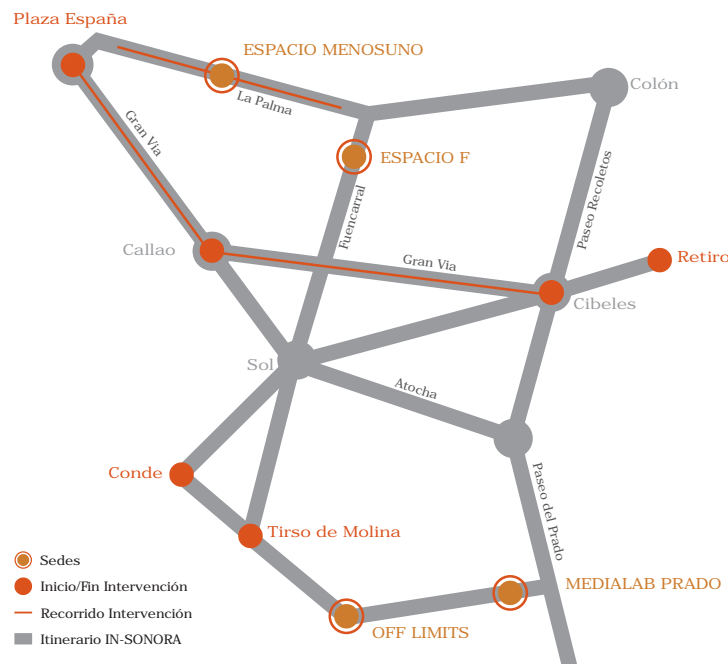 Plaza España
ESPACIO MENOSUNO
La Palma
Colón
Gran Via
ESPACIO F
Fuencarral
Paseo Recoletos
Callao
Gran Via
Retiro
Cibeles
Sol
Atocha
Conde
Paseo del Prado
Tirso de Molina
MEDIALAB PRADO
OFF LIMITS
Sedes
Inicio/Fin Intervención
Recorrido Intervención
Itinerario IN-SONORA